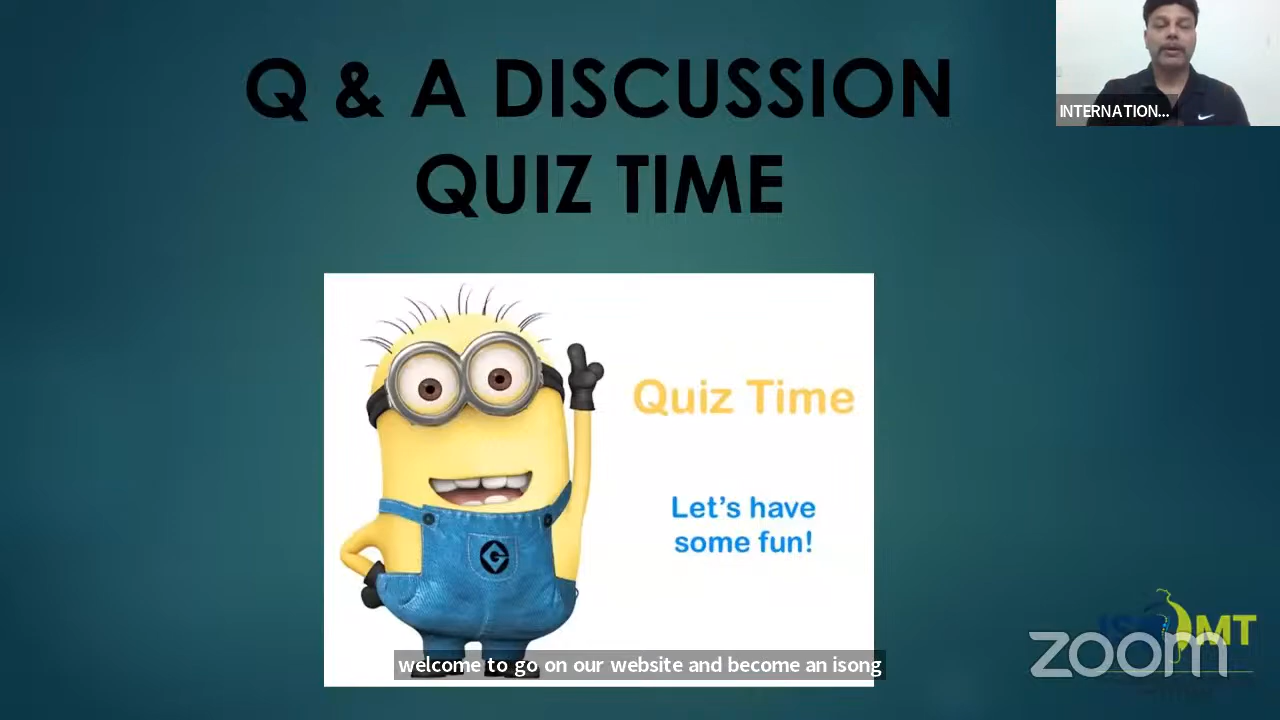 Q & A DISCUSSION
QUIZ TIME
INTERNATION...
Quiz Time
Let's have
some fun!
welcome to go on our website and become an isong
zoom
MT